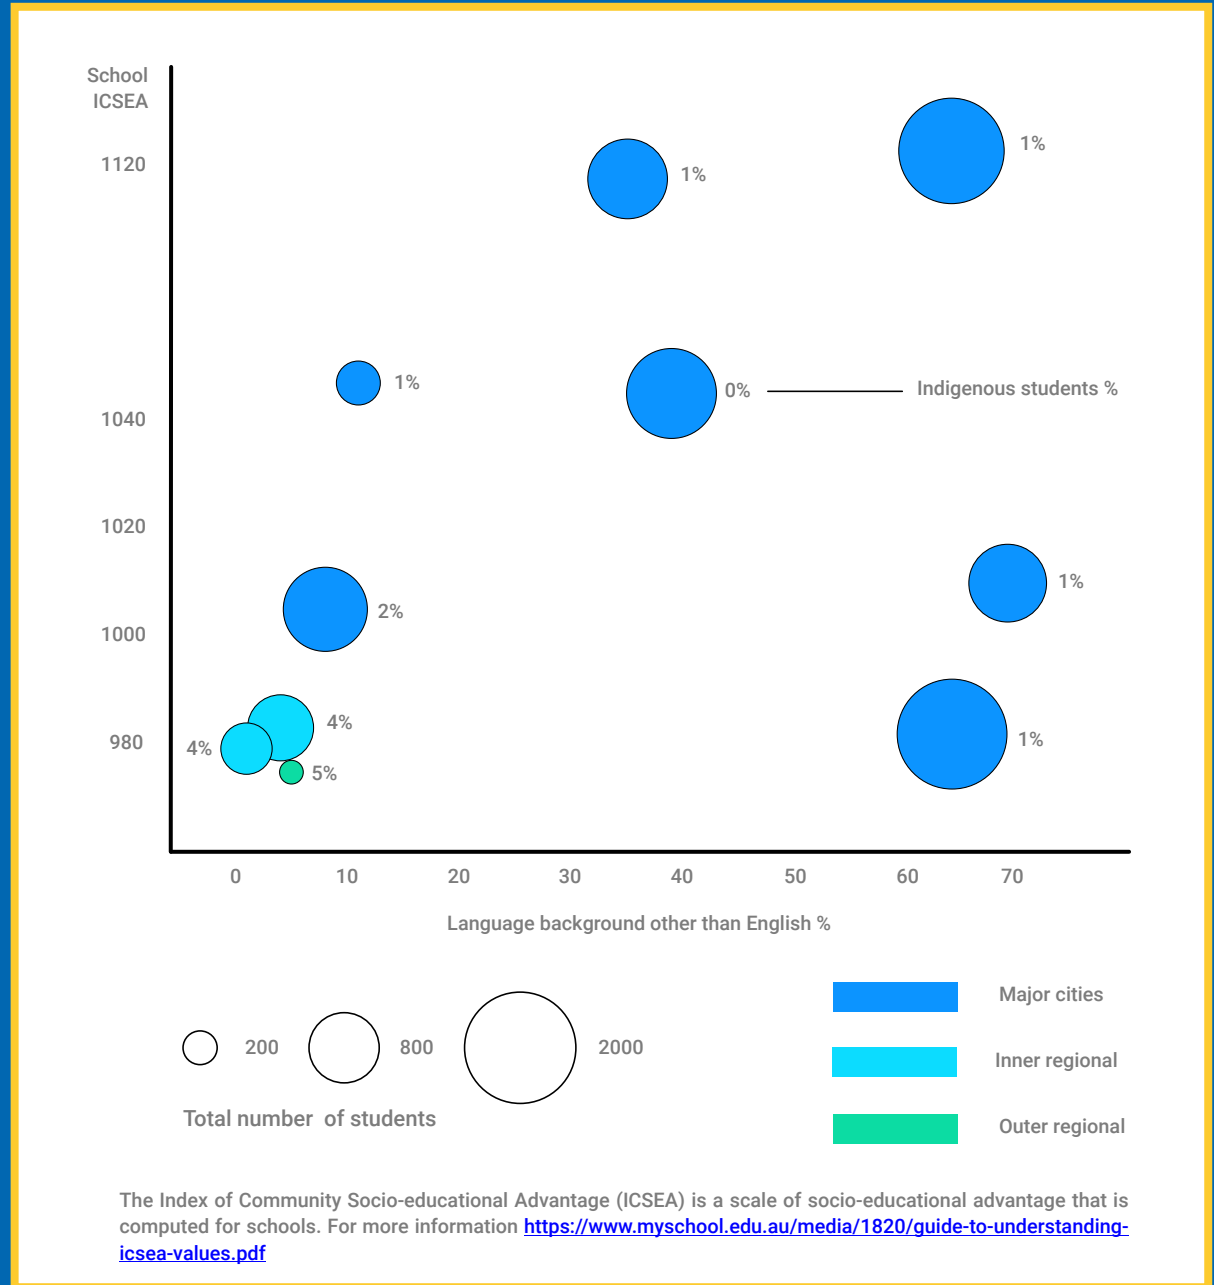 School
ICSEA
1120
1%
1%
1%
0%
Indigenous students %
1040
1020
2%
1%
1000
4%
980
4%
1%
5%
0 10 20 30 40 50 60 70
Language background other than English %
200 800 2000
Total number of students
Major cities
Inner regional
Outer regional
The Index of Community Socio-educational Advantage (ICSEA) is a scale of socio-educational advantage that is
computed for schools. For more information https://www.myschool.edu.au/media/1820/guide-to-understanding-
icsea-values.pdf